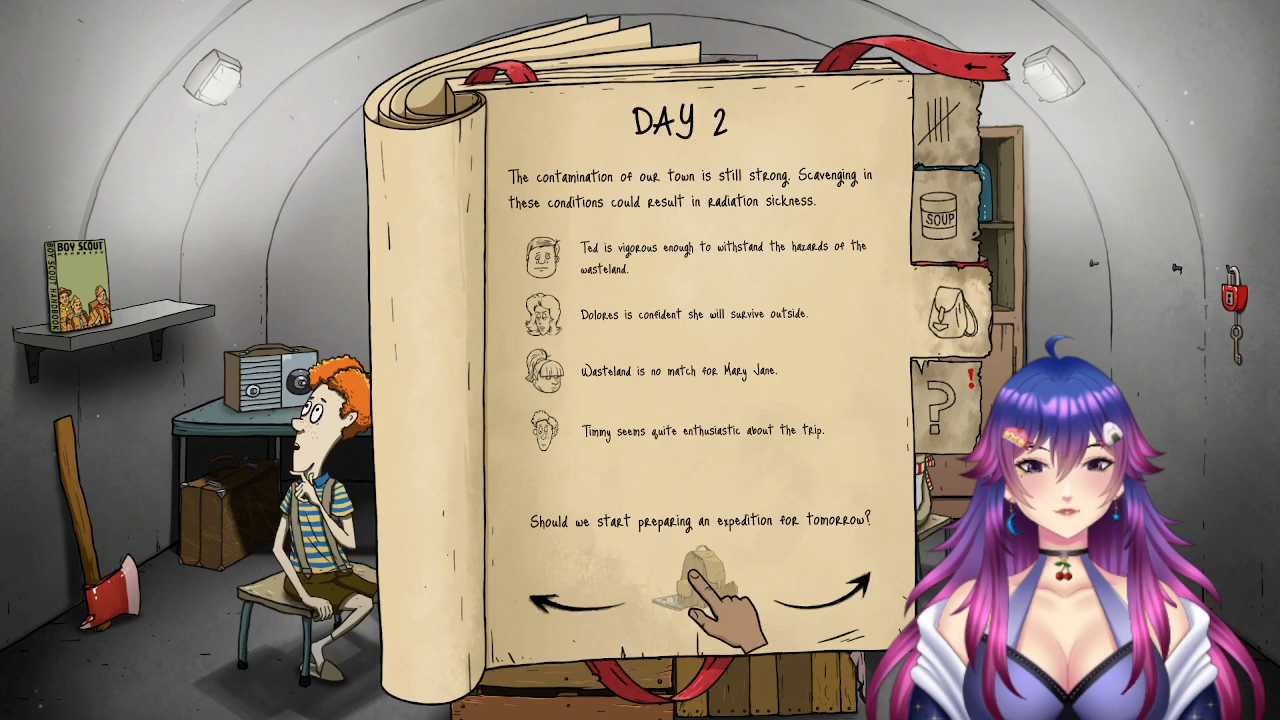 DAY 2
The contamination of our town is still strong. Scavenging in
these conditions could result in radiation sickness.
Ted is vigorous enough to withstand the hazards of the
wasteland.
Dolores is confident she will survive outside.
Wasteland is no match for Mary Jane.
Timmy seems quite enthusiastic about the trip.
Should we start preparing an expedition for tomorrow?
SOUP
?
!
BOY SCOUT
HANDBOOK
BOY SCOUT HANDBOOK